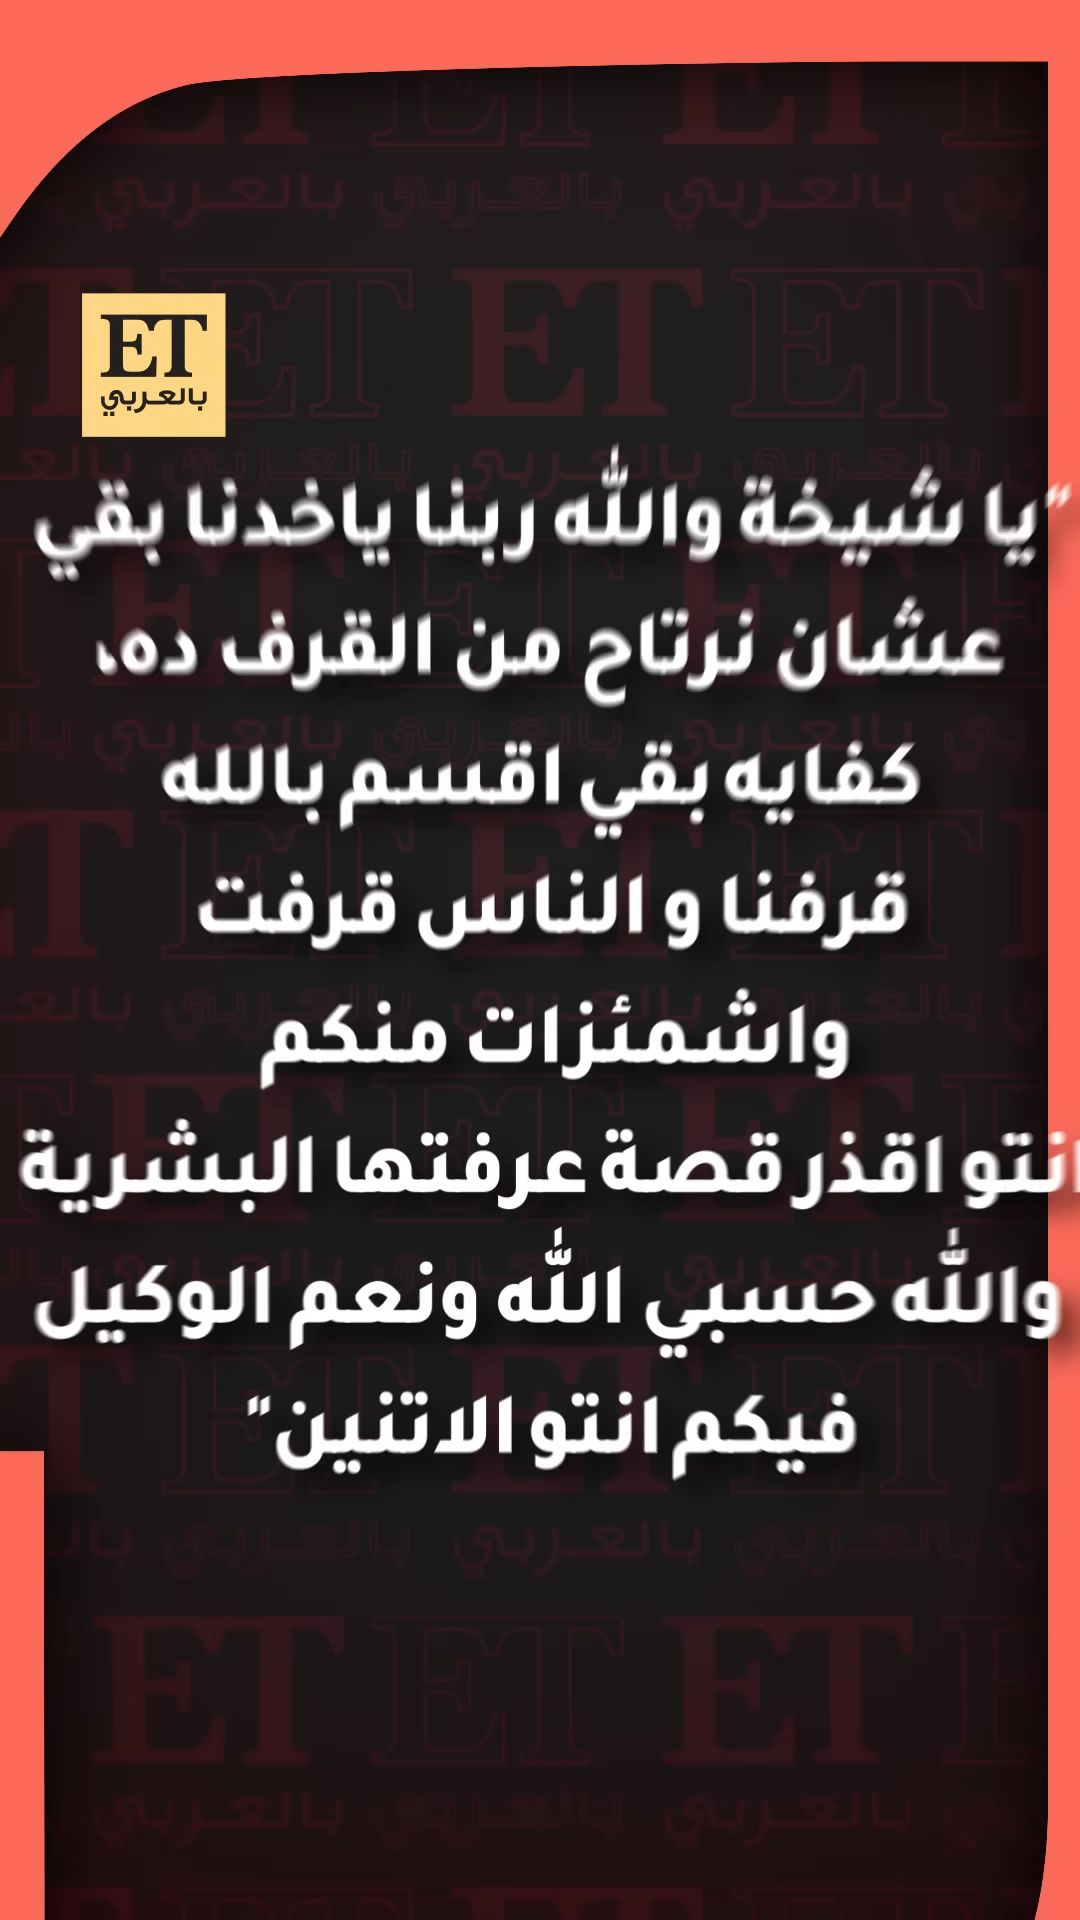 ET
بالعربي
"يا شيخة والله ربنا ياخدنا بقي
عشان نرتاح من القرف ده،
كفايه بقي اقسم بالله
قرفنا و الناس قرفت
واشمئزات منكم
انتو اقذر قصة عرفتها البشرية
والله حسبي الله ونعم الوكيل
فيكم انتو الاتنين"